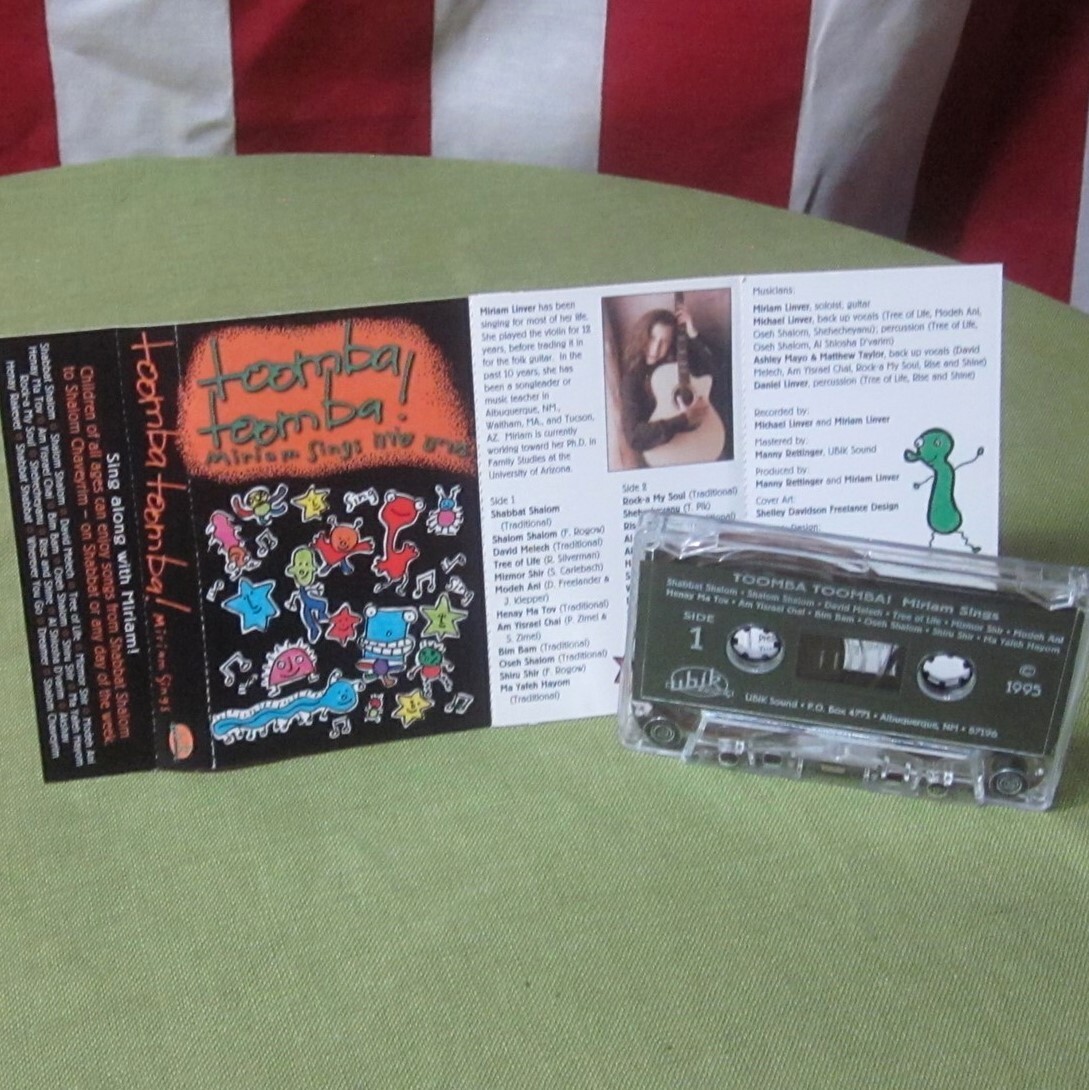 Sing along with Miriam!
Children of all ages can enjoy songs from Shabbat Shalom
to Shalom Chaveyrim - on Shabbat or any day of the week.
toomba toomba! Miriam Sings
toomba!
toomba!
Miriam Sings
Sing
Miriam Linver has been
singing for most of her life.
She played the violin for 12
years, before trading it in
for the folk guitar. In the
past 10 years, she has
been a songleader or
music teacher in
Albuquerque, NM.,
Waltham, MA., and Tucson,
AZ. Miriam is currently
working toward her Ph.D. in
Family Studies at the
University of Arizona.
Side 1
Shabbat Shalom
(Traditional)
Shalom Shalom (F. Rogow)
David Melech (Traditional)
Tree of Life (R. Silverman)
Mizmor Shir (S. Carlebach)
Modeh Ani (D. Freelander &
J. Klepper)
Henay Ma Tov (Traditional)
Am Yisrael Chai (P. Zimel &
S. Zimel)
Bim Bam (Traditional)
Oseh Shalom (Traditional)
Shiru Shir (F. Rogow)
Ma Yafeh Hayom
(Traditional)
Side 2
Rock-a My Soul (Traditional)
Musicians:
Miriam Linver, soloist, guitar
Michael Linver, back up vocals (Tree of Life, Modeh Ani,
Oseh Shalom, Shehecheyanu); percussion (Tree of Life,
Oseh Shalom, Al Shlosha D'varim)
Ashley Mayo & Matthew Taylor, back up vocals (David
Melech, Am Yisrael Chai, Rock-a My Soul, Rise and Shine)
Daniel Linver, percussion (Tree of Life, Rise and Shine)
Recorded by:
Michael Linver and Miriam Linver
Mastered by:
Manny Rettinger, UBIK Sound
Produced by:
Manny Rettinger and Miriam Linver
Cover Art:
Shelley Davidson Freelance Design
Design:
TOOMBA TOOMBA! Miriam Sings
Shabbat Shalom • Shalom Shalom • David Melech • Tree of Life • Mizmor Shir • Modeh Ani
Henay Ma Tov • Am Yisrael Chai • Bim Bam • Oseh Shalom • Shiru Shir • Ma Yafeh Hayom
SIDE
1
ubik
© 1995
UBIK Sound • P.O. Box 4771 • Albuquerque, NM • 87196